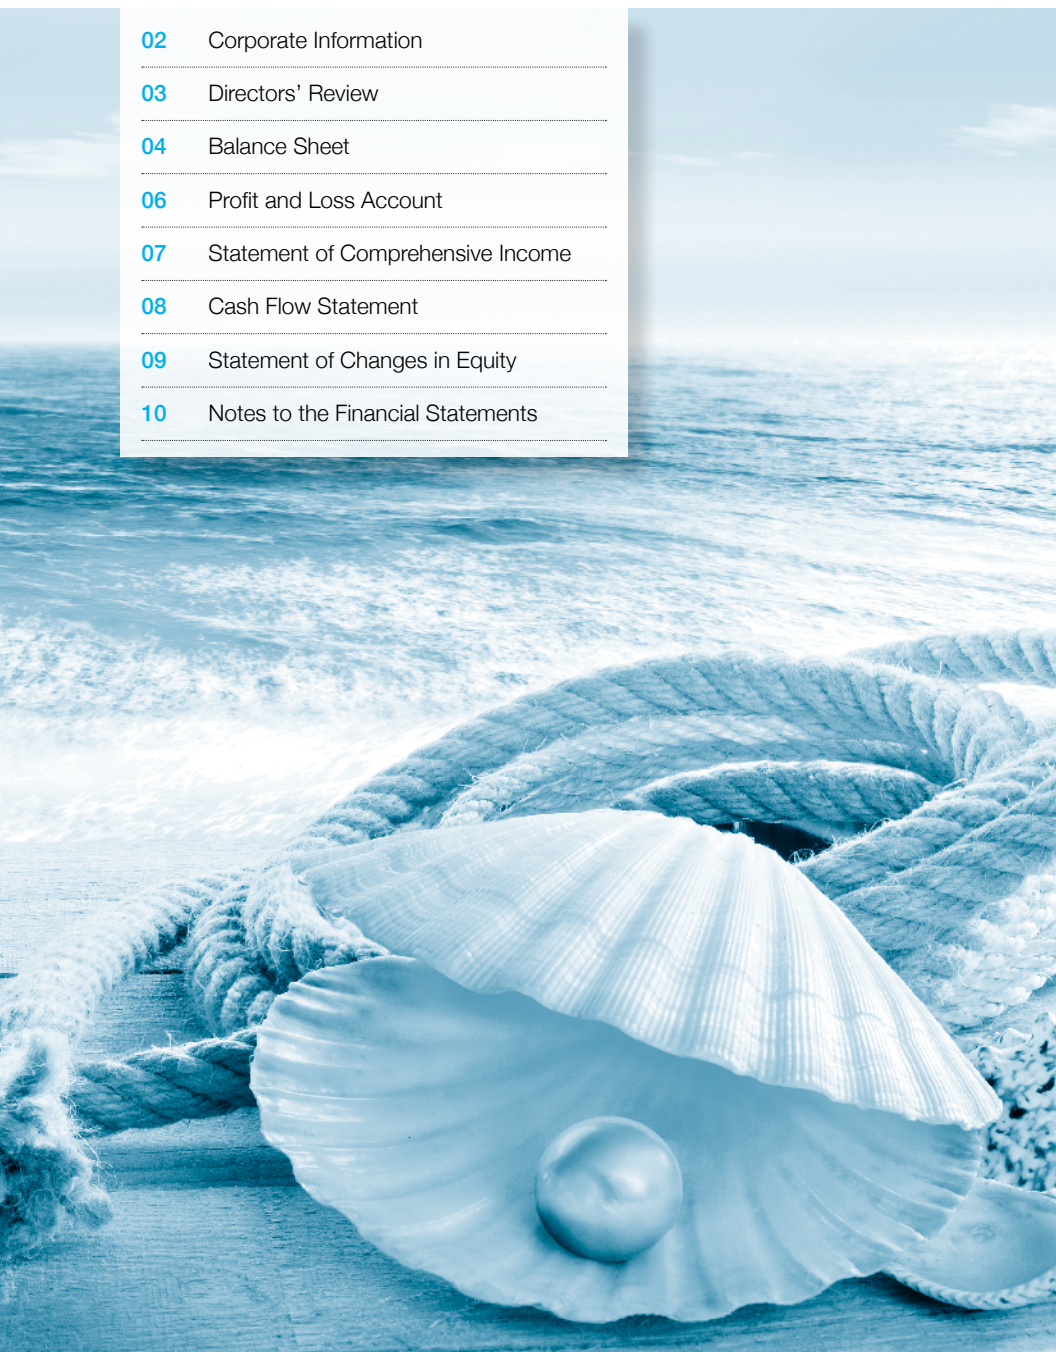 02 Corporate Information
03 Directors’ Review
04 Balance Sheet
06 Profit and Loss Account
07 Statement of Comprehensive Income
08 Cash Flow Statement
09 Statement of Changes in Equity
10 Notes to the Financial Statements